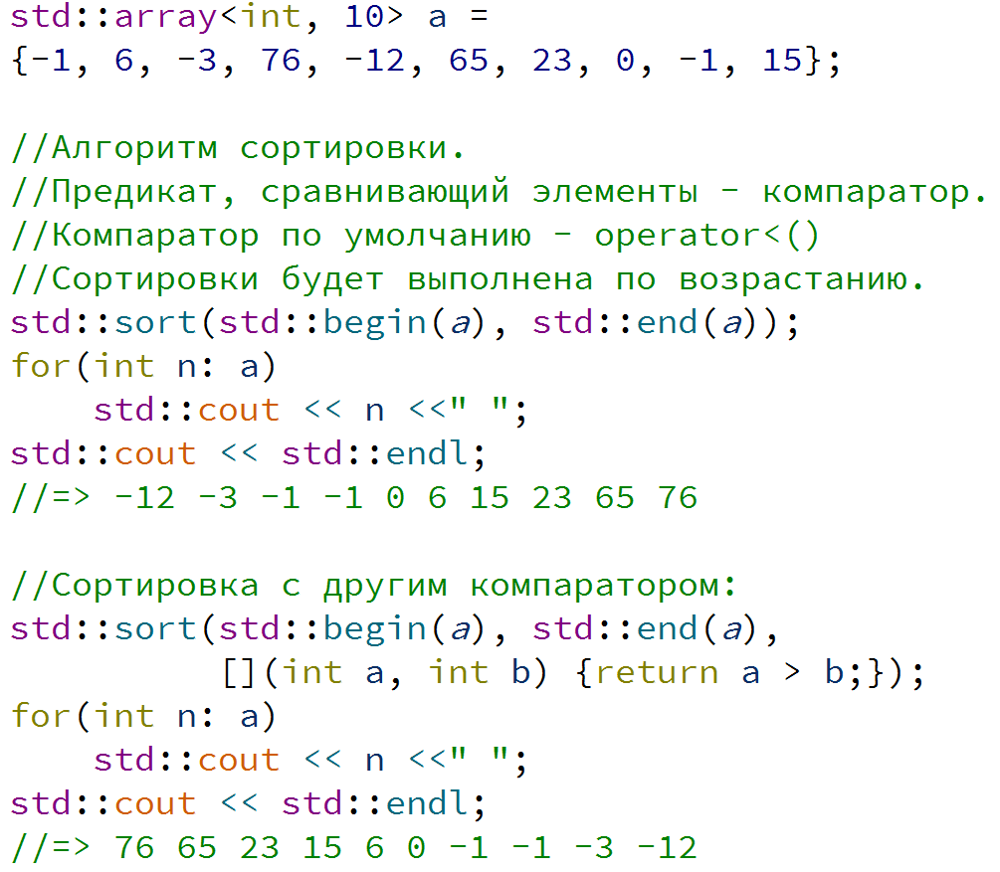 std::array<int, 10> a =
{-1, 6, -3, 76, -12, 65, 23, 0, -1, 15};
//Алгоритм сортировки.
//Предикат, сравнивающий элементы - компаратор.
//Компаратор по умолчанию - operator<()
//Сортировки будет выполнена по возрастанию.
std::sort(std::begin(a), std::end(a));
for(int n: a)
    std::cout << n <<" ";
std::cout << std::endl;
//=> -12 -3 -1 -1 0 6 15 23 65 76
//Сортировка с другим компаратором:
std::sort(std::begin(a), std::end(a),
          [](int a, int b) {return a > b;});
for(int n: a)
    std::cout << n <<" ";
std::cout << std::endl;
//=> 76 65 23 15 6 0 -1 -1 -3 -12